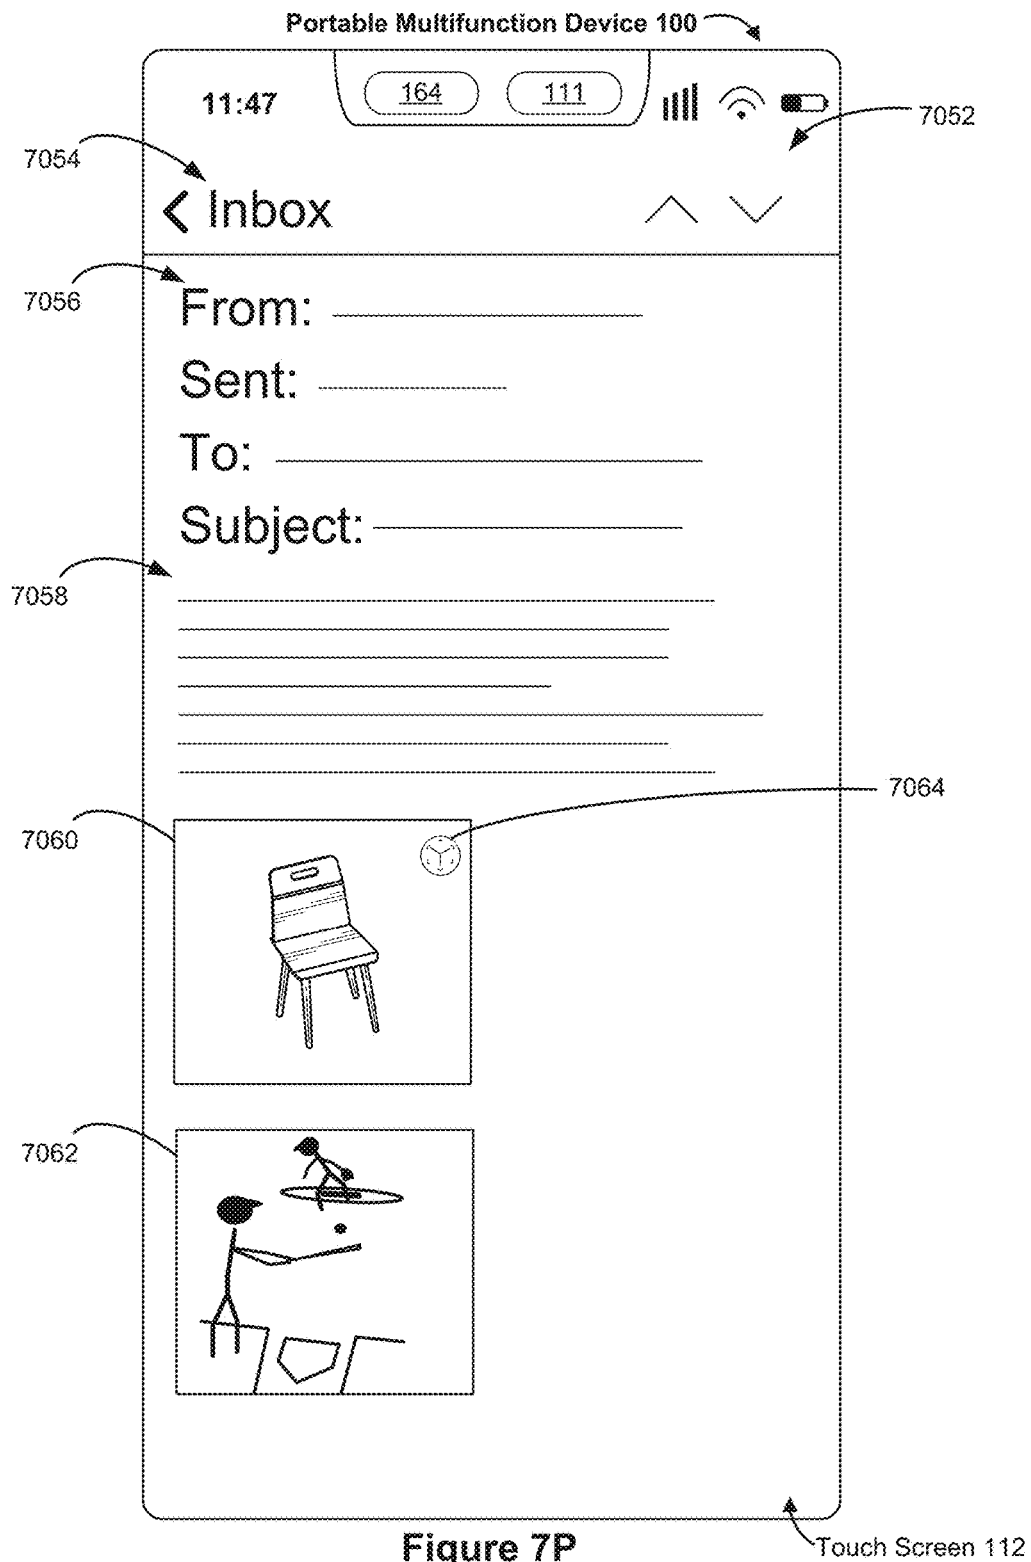 Portable Multifunction Device 100
11:47
164
111
7052
7054
Inbox
7056
From:
Sent:
To:
Subject:
7058
7064
7060
7062
Figure 7P
Touch Screen 112